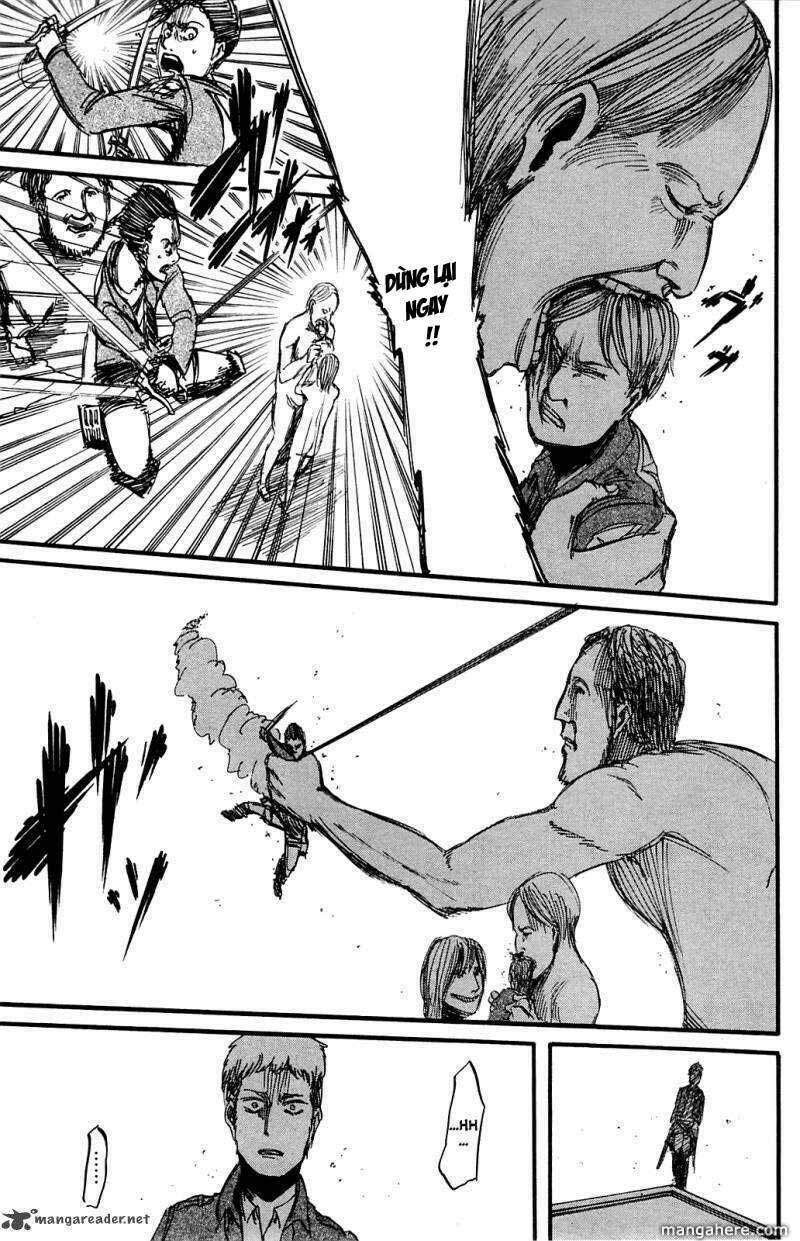 DỪNG LẠI
NGAY
!!
...HH
...
......
mangareader.net
mangahere.com